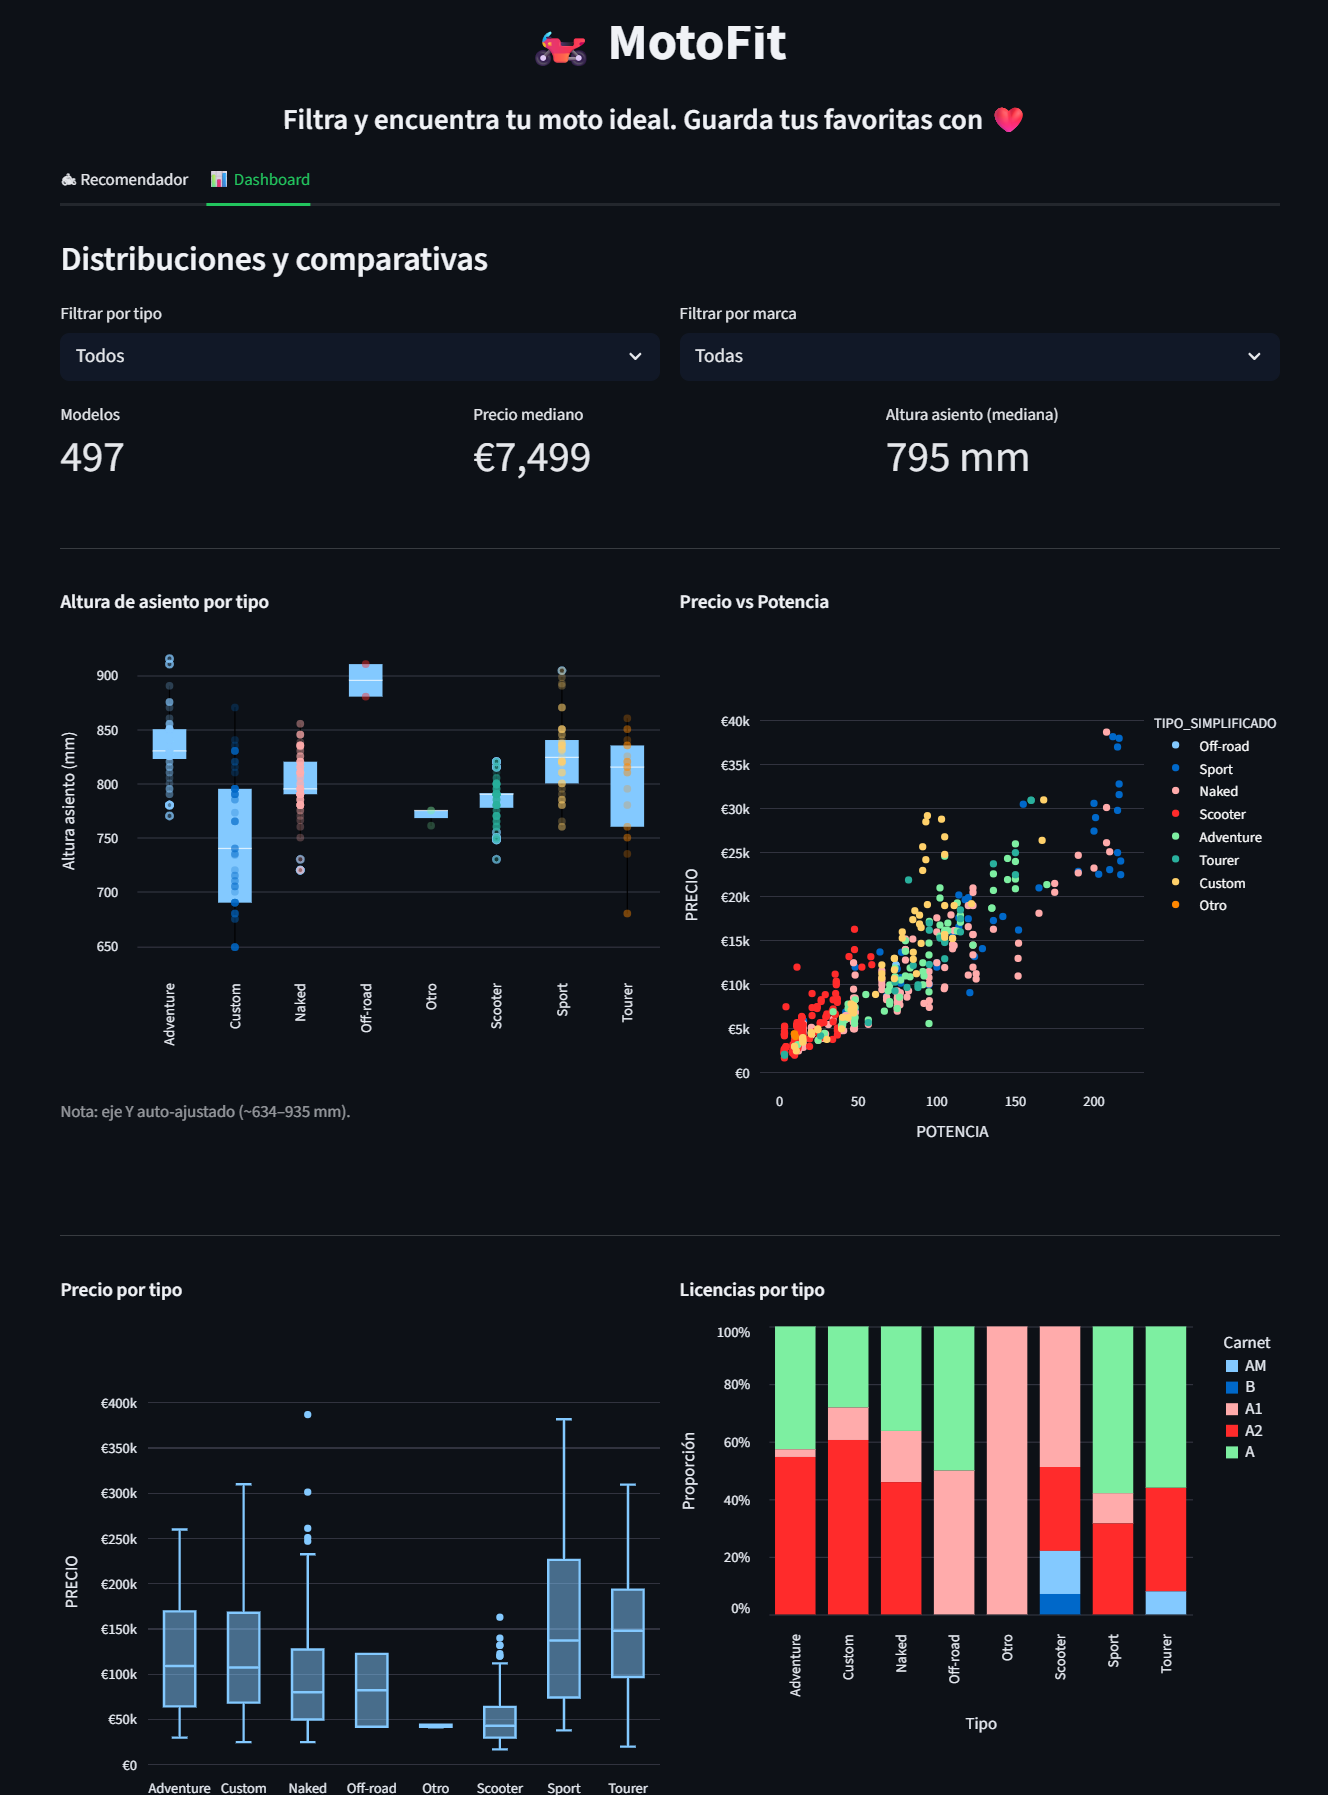 MotoFit
Filtra y encuentra tu moto ideal. Guarda tus favoritas con
Recomendador
Dashboard
Distribuciones y comparativas
Filtrar por tipo
Filtrar por marca
Todos
Todas
Modelos
Precio mediano
Altura asiento (mediana)
497
€7,499
795 mm
Altura de asiento por tipo
Altura asiento (mm)
900
850
800
750
700
650
Adventure
Custom
Naked
Off-road
Otro
Scooter
Sport
Tourer
Nota: eje Y auto-ajustado (~634–935 mm).
Precio vs Potencia
PRECIO
€40k
€35k
€30k
€25k
€20k
€15k
€10k
€5k
€0
0
50
100
150
200
POTENCIA
TIPO_SIMPLIFICADO
Off-road
Sport
Naked
Scooter
Adventure
Tourer
Custom
Otro
Precio por tipo
PRECIO
€400k
€350k
€300k
€250k
€200k
€150k
€100k
€50k
€0
Adventure
Custom
Naked
Off-road
Otro
Scooter
Sport
Tourer
Licencias por tipo
Proporción
100%
80%
60%
40%
20%
0%
Adventure
Custom
Naked
Off-road
Otro
Scooter
Sport
Tourer
Tipo
Carnet
AM
B
A1
A2
A